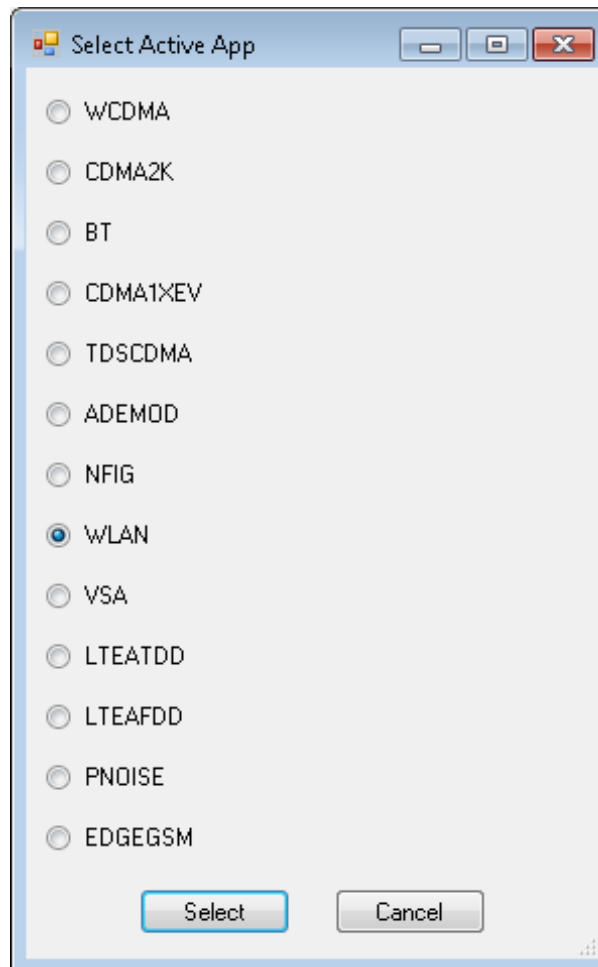 Select Active App
WCDMA
CDMA2K
BT
CDMA1XEV
TDSCDMA
ADEMOD
NFIG
WLAN
VSA
LTEATDD
LTEAFDD
PNOISE
EDGEGSM
Select Cancel